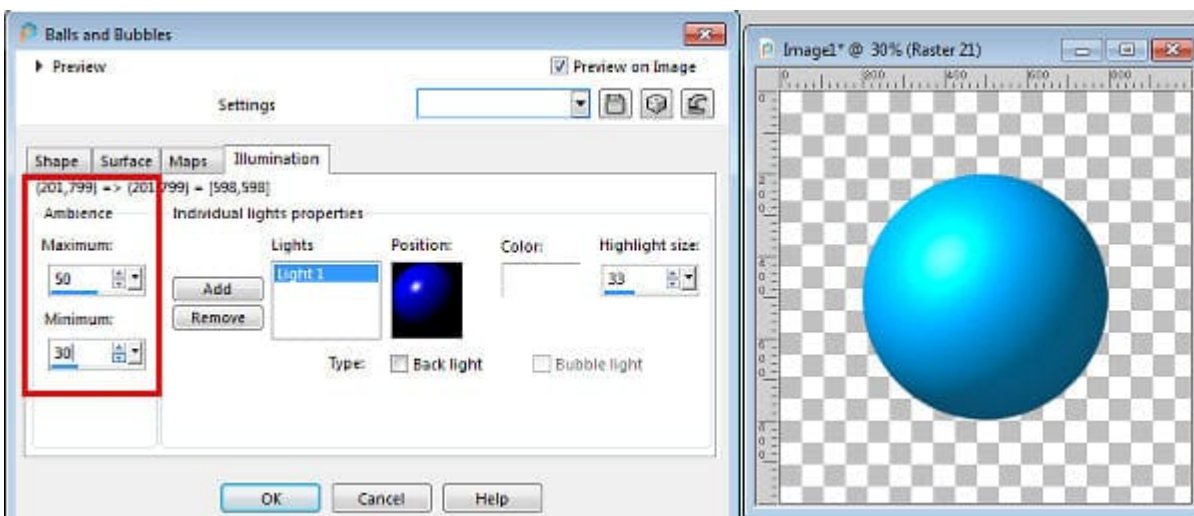 Balls and Bubbles
Preview
Preview on Image
Settings
Shape Surface Maps Illumination
(201,799) => (201,799) = [598,598]
Ambience
Individual lights properties
Maximum:
Lights
Position:
Color:
Highlight size:
50
Add
Light 1
33
Minimum:
Remove
30
Type:
Back light
Bubble light
OK
Cancel
Help
Image1* @ 30% (Raster 21)